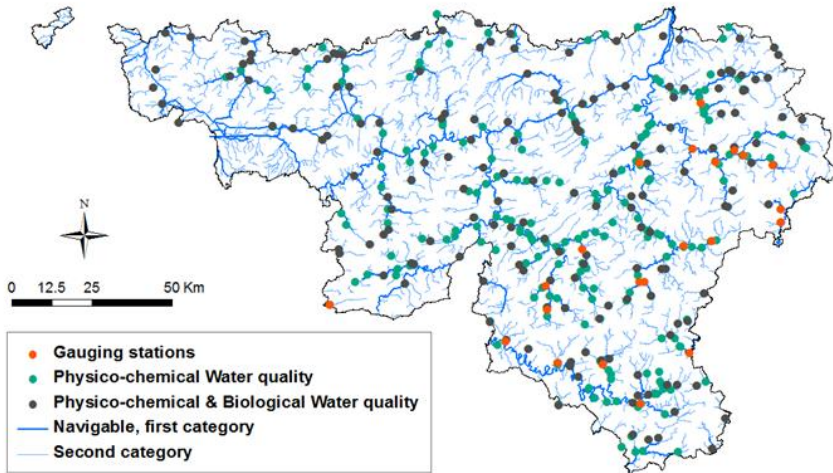 N
0 12.5 25 50 Km
Gauging stations
Physico-chemical Water quality
Physico-chemical & Biological Water quality
Navigable, first category
Second category